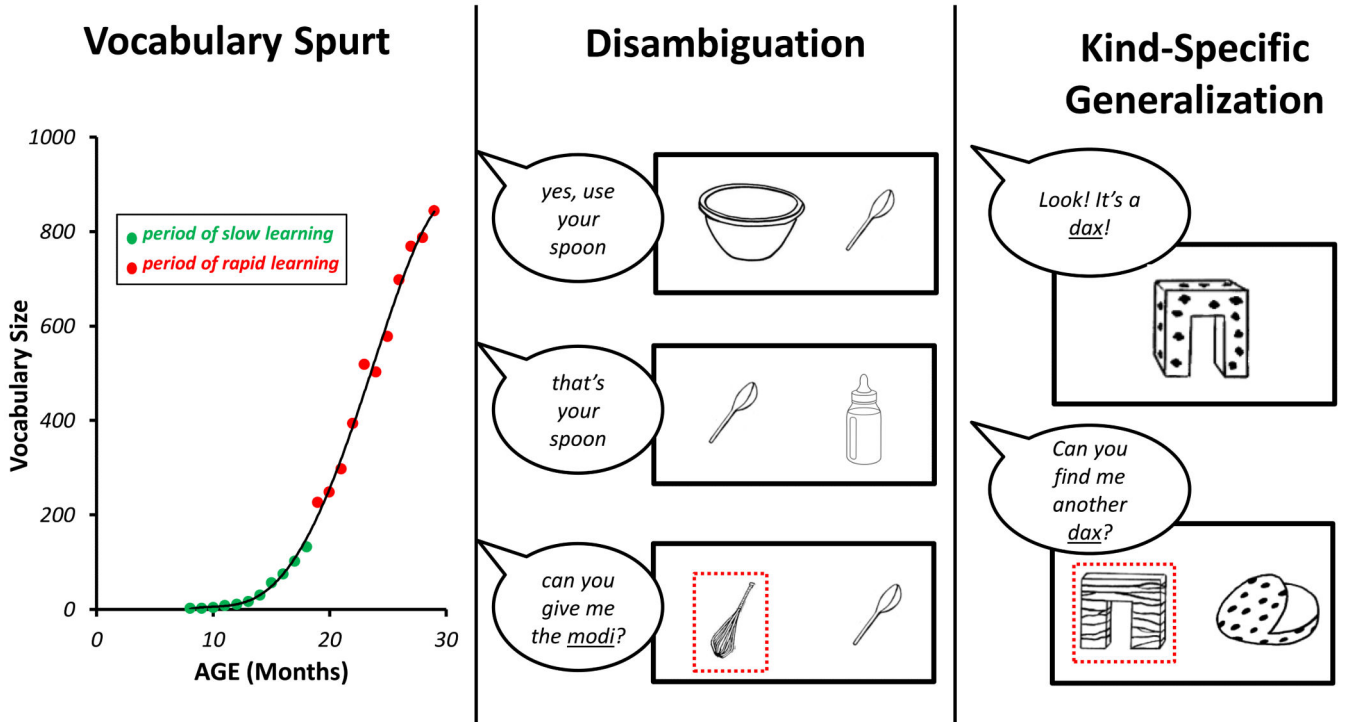 Vocabulary Spurt
1000
800
600
400
200
0
Vocabulary Size
period of slow learning
period of rapid learning
0
10
20
30
AGE (Months)
Disambiguation
yes, use
your
spoon
that's
your
spoon
can you
give me
the modi?
Kind-Specific
Generalization
Look! It's a
dax!
Can you
find me
another
dax?